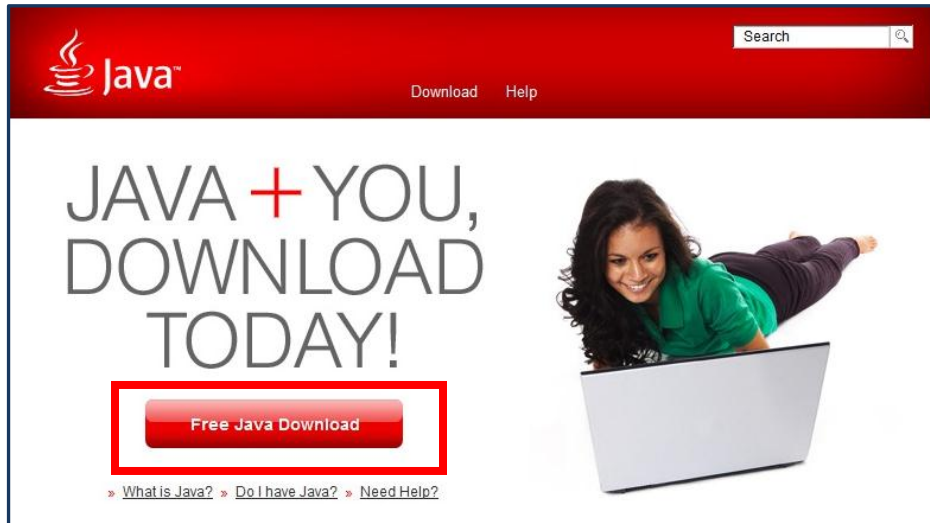 Search
Java™
Download Help
JAVA + YOU,
DOWNLOAD
TODAY!
Free Java Download
» What is Java? » Do I have Java? » Need Help?